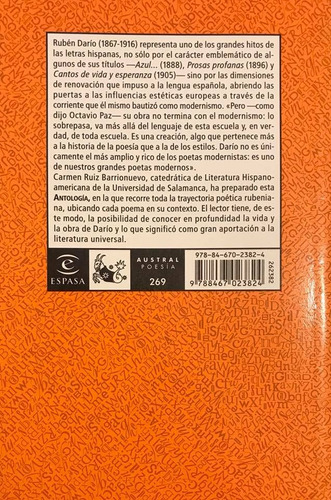 Rubén Darío (1867-1916) representa uno de los grandes hitos de
las letras hispanas, no sólo por el carácter emblemático de al-
gunos de sus títulos —Azul... (1888), Prosas profanas (1896) y
Cantos de vida y esperanza (1905)— sino por las dimensiones
de renovación que impuso a la lengua española, abriendo las
puertas a las influencias estéticas europeas a través de la
corriente que él mismo bautizó como modernismo. «Pero —como
dijo Octavio Paz— su obra no termina con el modernismo: lo
sobrepasa, va más allá del lenguaje de esta escuela y, en ver-
dad, de toda escuela. Es una creación, algo que pertenece más
a la historia de la poesía que a la de los estilos. Darío no es úni-
camente el más amplio y rico de los poetas modernistas: es uno
de nuestros grandes poetas modernos».
Carmen Ruiz Barrionuevo, catedrática de Literatura Hispano-
americana de la Universidad de Salamanca, ha preparado esta
ANTOLOGÍA, en la que recorre toda la trayectoria poética rubenia-
na, ubicando cada poema en su contexto. El lector tiene, de es-
te modo, la posibilidad de conocer en profundidad la vida y
la obra de Darío y lo que significó como gran aportación a la
literatura universal.
e
ESPASA
AUSTRAL
POESÍA
269
978-84-670-2382-4
9 788467 023824
262382